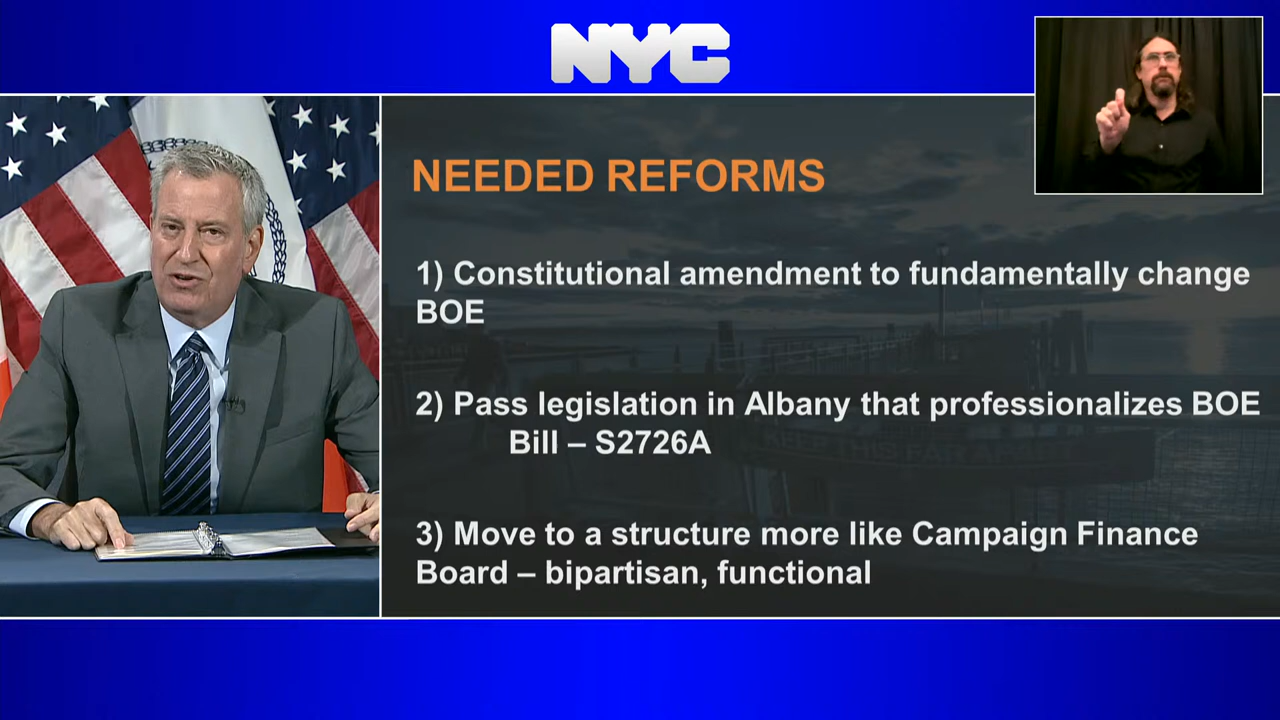 NYC
NEEDED REFORMS
1) Constitutional amendment to fundamentally change
BOE
2) Pass legislation in Albany that professionalizes BOE
Bill – S2726A
3) Move to a structure more like Campaign Finance
Board – bipartisan, functional